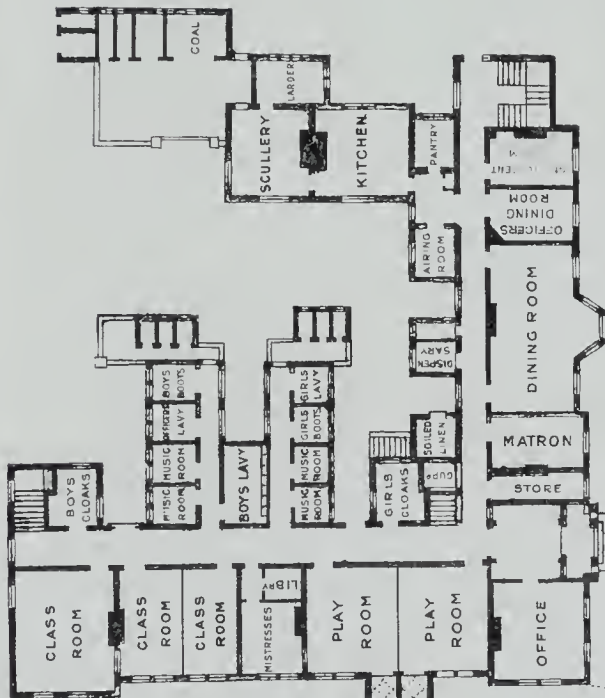 COAL
LARDER
SCULLERY
KITCHEN
PANTRY
OFFICERS
DINING
ROOM
AIRING
ROOM
DINING ROOM
DISPEN
SARY
BOYS
BOOTS
OFFICERS
LAVY
MUSIC
ROOM
MUSIC
ROOM
GIRLS
LAVY
GIRLS
BOOTS
MUSIC
ROOM
MUSIC
ROOM
BOYS LAVY
SOILED
LINEN
MATRON
CUPD
STORE
BOYS
CLOAKS
GIRLS
CLOAKS
CLASS
ROOM
CLASS
ROOM
CLASS
ROOM
LIBRY
MISTRESSES
PLAY
ROOM
PLAY
ROOM
OFFICE